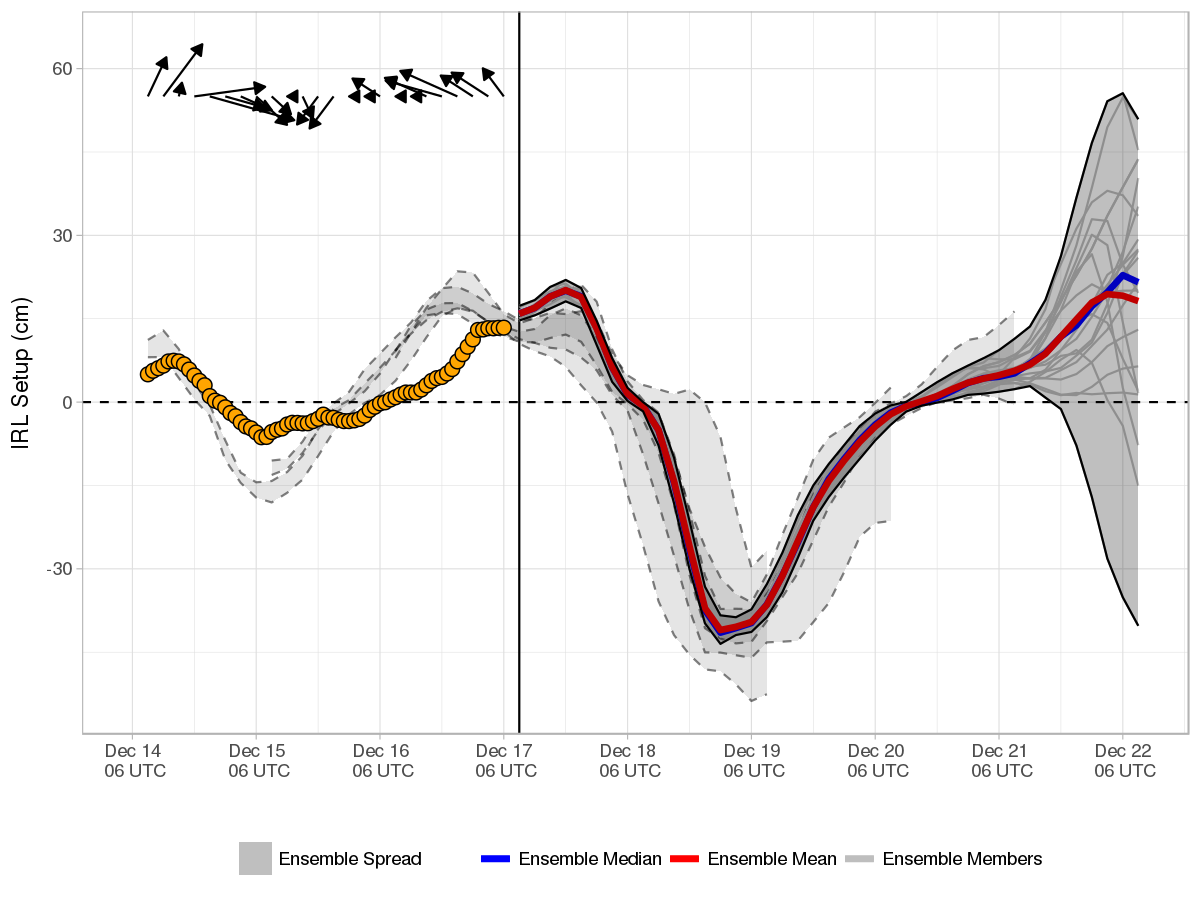 60
30
0
-30
IRL Setup (cm)
Dec 14
06 UTC
Dec 15
06 UTC
Dec 16
06 UTC
Dec 17
06 UTC
Dec 18
06 UTC
Dec 19
06 UTC
Dec 20
06 UTC
Dec 21
06 UTC
Dec 22
06 UTC
Ensemble Spread
Ensemble Median
Ensemble Mean
Ensemble Members